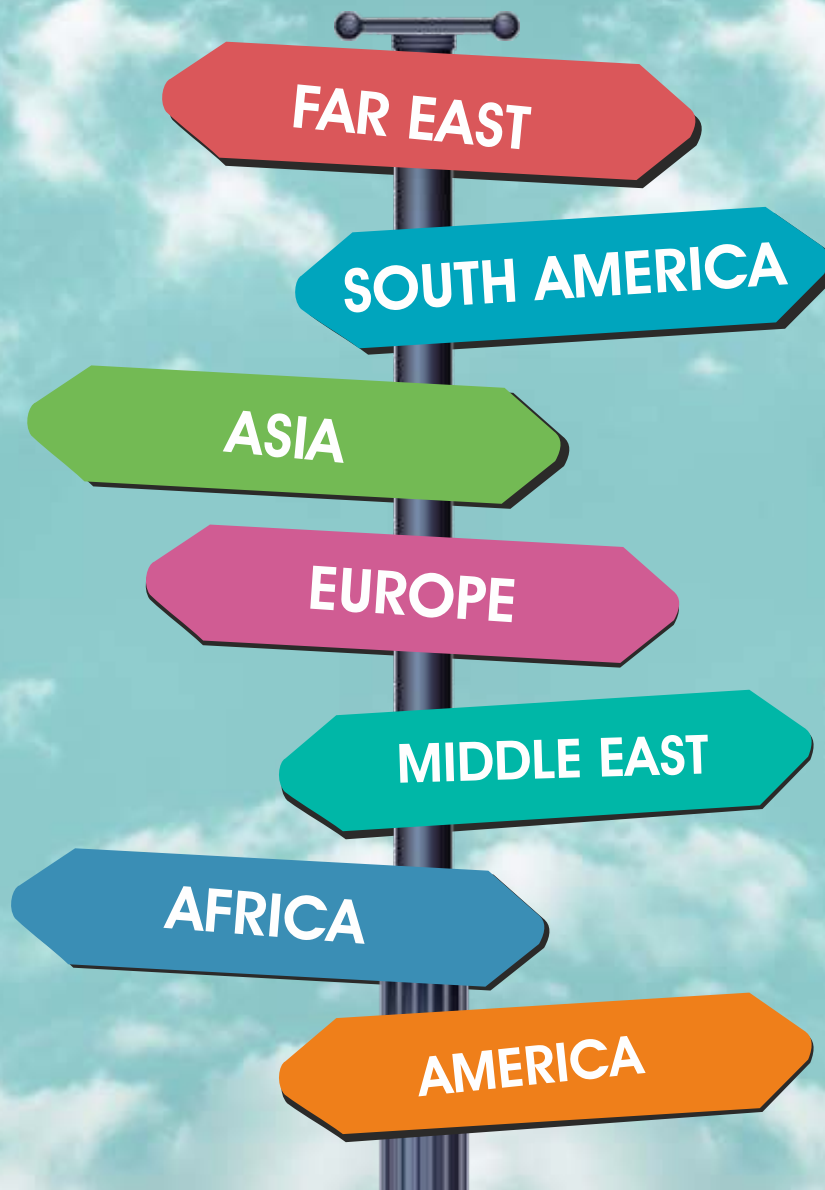 FAR EAST
SOUTH AMERICA
ASIA
EUROPE
MIDDLE EAST
AFRICA
AMERICA